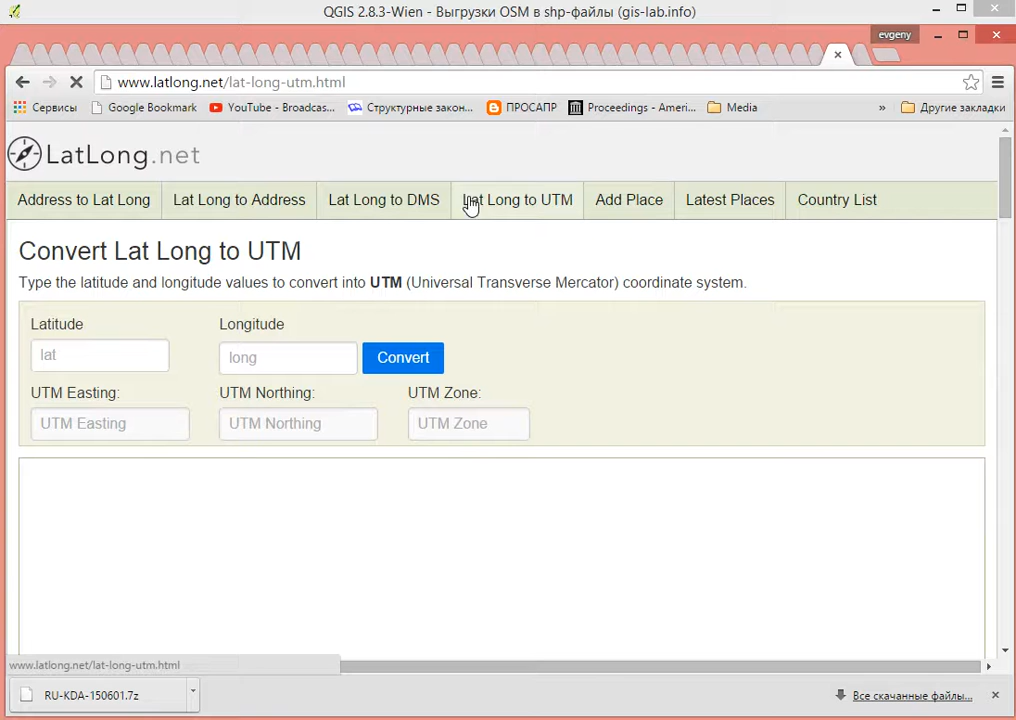 QGIS 2.8.3-Wien - Выгрузки OSM в shp-файлы (gis-lab.info)
evgeny
www.latlong.net/lat-long-utm.html
Сервисы Google Bookmark YouTube - Broadcas... Структурные закон... ПРОСАПР Proceedings - Ameri... Media » Другие закладки
LatLong.net
Address to Lat Long Lat Long to Address Lat Long to DMS Lat Long to UTM Add Place Latest Places Country List
Convert Lat Long to UTM
Type the latitude and longitude values to convert into UTM (Universal Transverse Mercator) coordinate system.
Latitude Longitude
lat long Convert
UTM Easting: UTM Northing: UTM Zone:
UTM Easting UTM Northing UTM Zone
www.latlong.net/lat-long-utm.html
RU-KDA-150601.7z Все скачанные файлы...